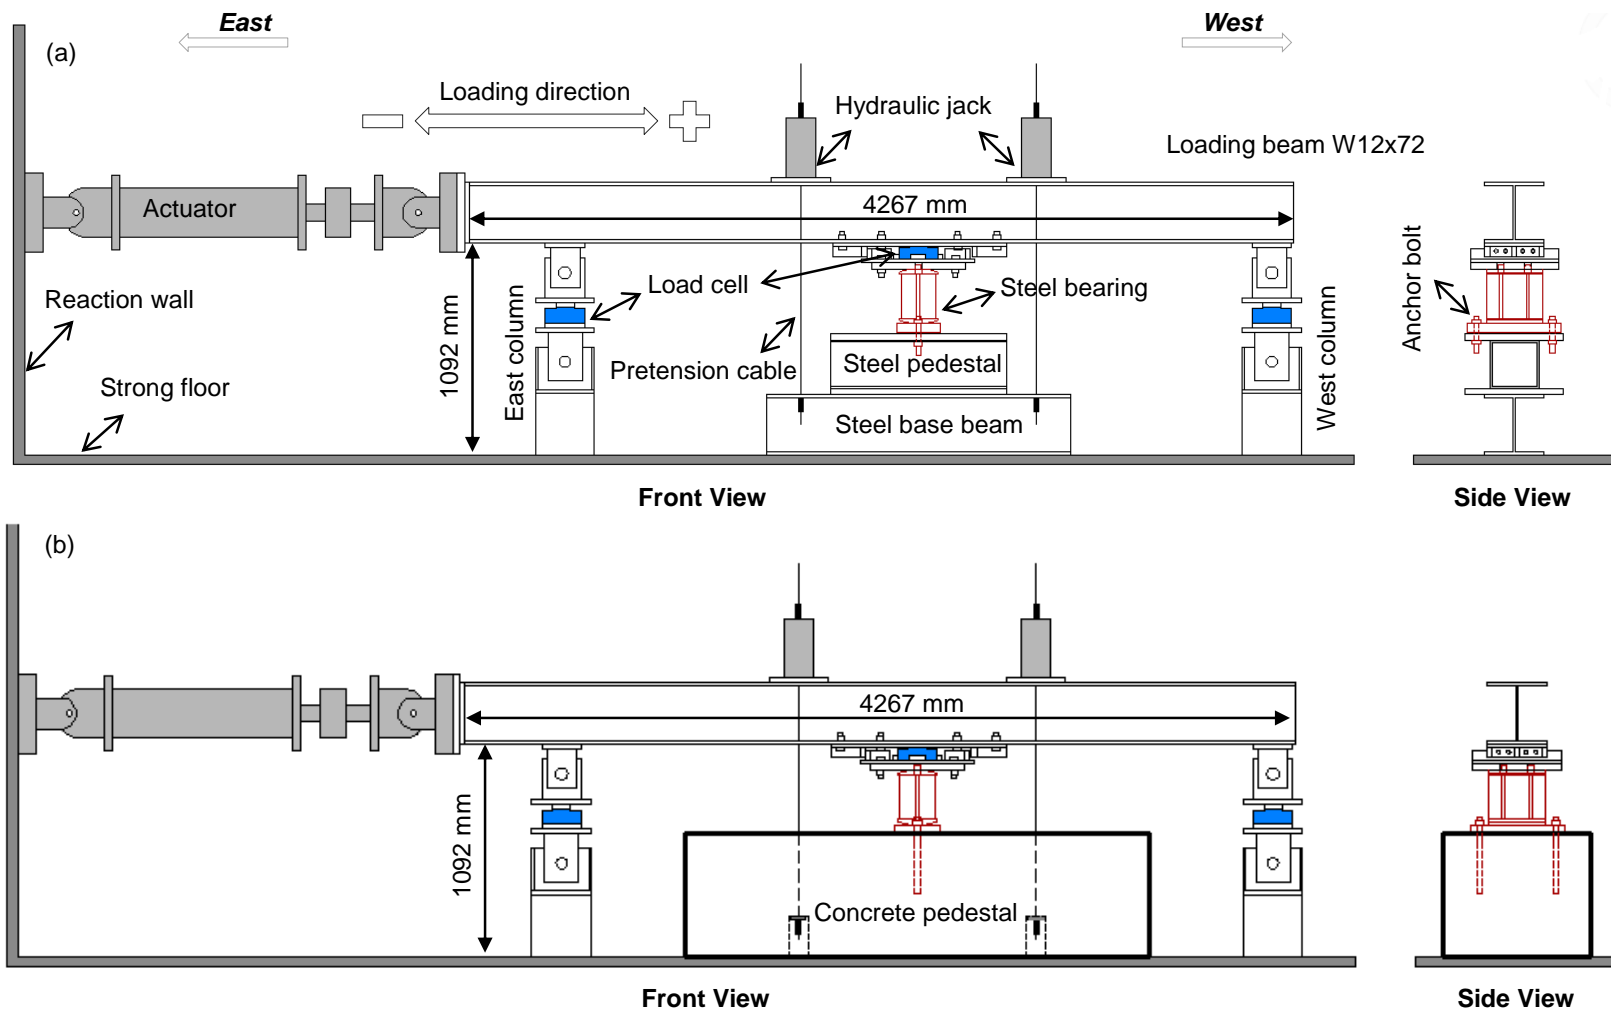 East
West
(a)
Loading direction
Hydraulic jack
Loading beam W12x72
Actuator
4267 mm
Reaction wall
Load cell
Steel bearing
Anchor bolt
1092 mm
East column
Pretension cable
Steel pedestal
West column
Strong floor
Steel base beam
Front View
Side View
(b)
4267 mm
1092 mm
Concrete pedestal
Front View
Side View